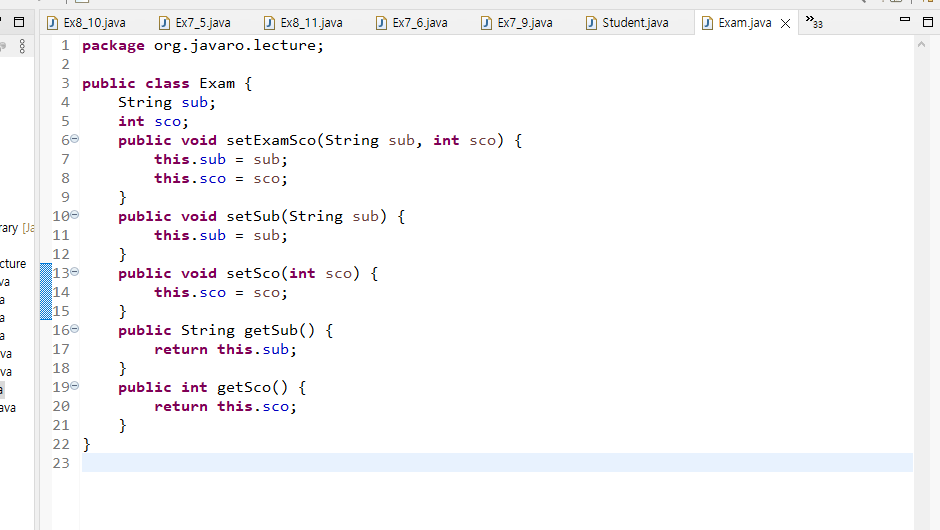 Ex8_10.java Ex7_5.java Ex8_11.java Ex7_6.java Ex7_9.java Student.java Exam.java 33
1 package org.javaro.lecture;
2
3 public class Exam {
4 String sub;
5 int sco;
6 public void setExamSco(String sub, int sco) {
7 this.sub = sub;
8 this.sco = sco;
9 }
10 public void setSub(String sub) {
11 this.sub = sub;
12 }
13 public void setSco(int sco) {
14 this.sco = sco;
15 }
16 public String getSub() {
17 return this.sub;
18 }
19 public int getSco() {
20 return this.sco;
21 }
22 }
23
rary [Ja
cture
va
a
a
a
va
va
a
ava